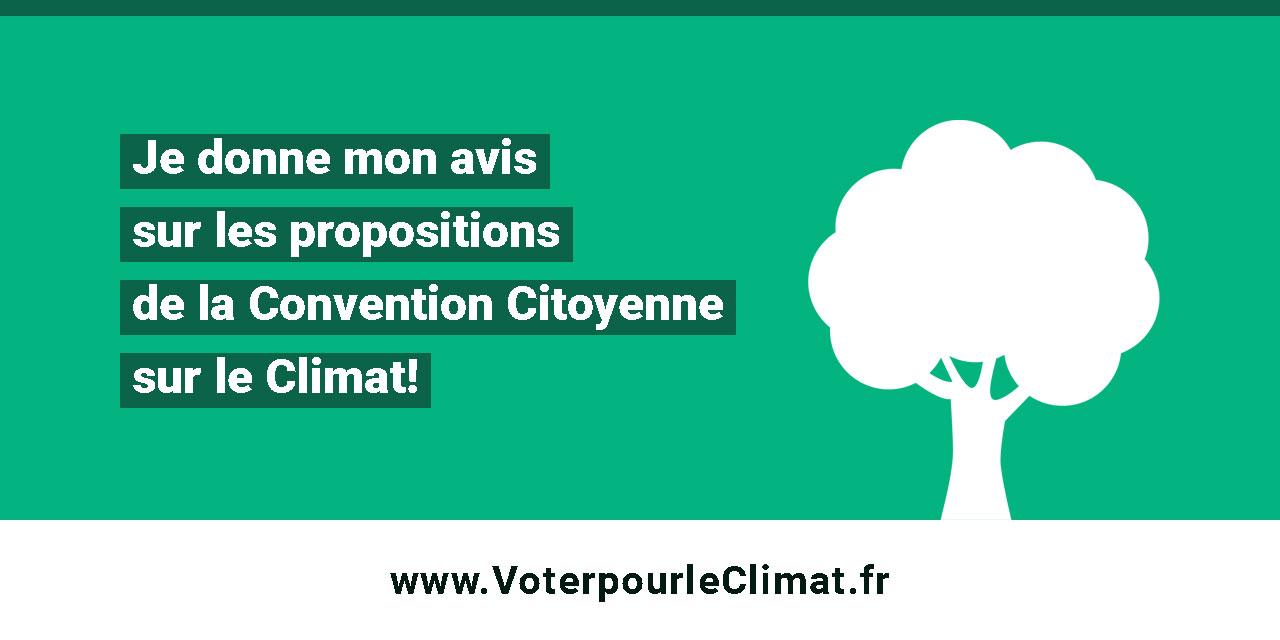 Je donne mon avis
sur les propositions
de la Convention Citoyenne
sur le Climat!
www.VoterpourleClimat.fr